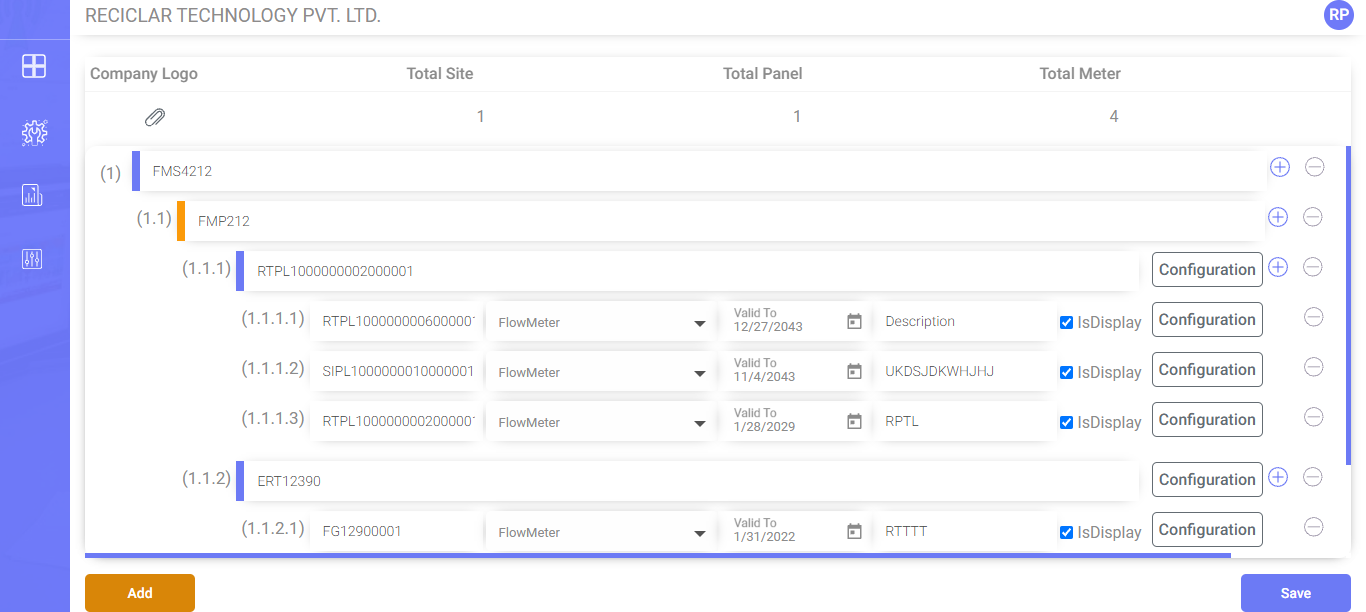 RECICLAR TECHNOLOGY PVT. LTD.
RP
Company Logo Total Site Total Panel Total Meter
1 1 4
(1) FMS4212
(1.1) FMP212
(1.1.1) RTPL1000000002000001 Configuration
(1.1.1.1) RTPL100000000600000 FlowMeter Valid To 12/27/2043 Description IsDisplay Configuration
(1.1.1.2) SIPL1000000010000001 FlowMeter Valid To 11/4/2043 UKDSJDKWHJHJ IsDisplay Configuration
(1.1.1.3) RTPL100000000200000 FlowMeter Valid To 1/28/2029 RPTL IsDisplay Configuration
(1.1.2) ERT12390 Configuration
(1.1.2.1) FG12900001 FlowMeter Valid To 1/31/2022 RTTTT IsDisplay Configuration
Add Save